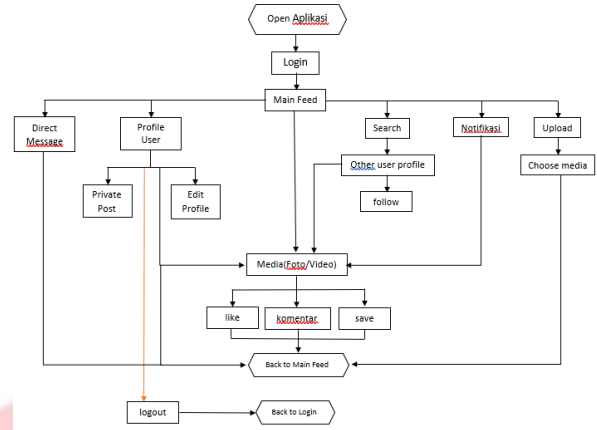 Open Aplikasi
Login
Main Feed
Direct
Message
Profile
User
Search
Notifikasi
Upload
Other user profile
Choose media
Private
Post
Edit
Profile
follow
Media(Foto/Video)
like
komentar
save
Back to Main Feed
logout
Back to Login